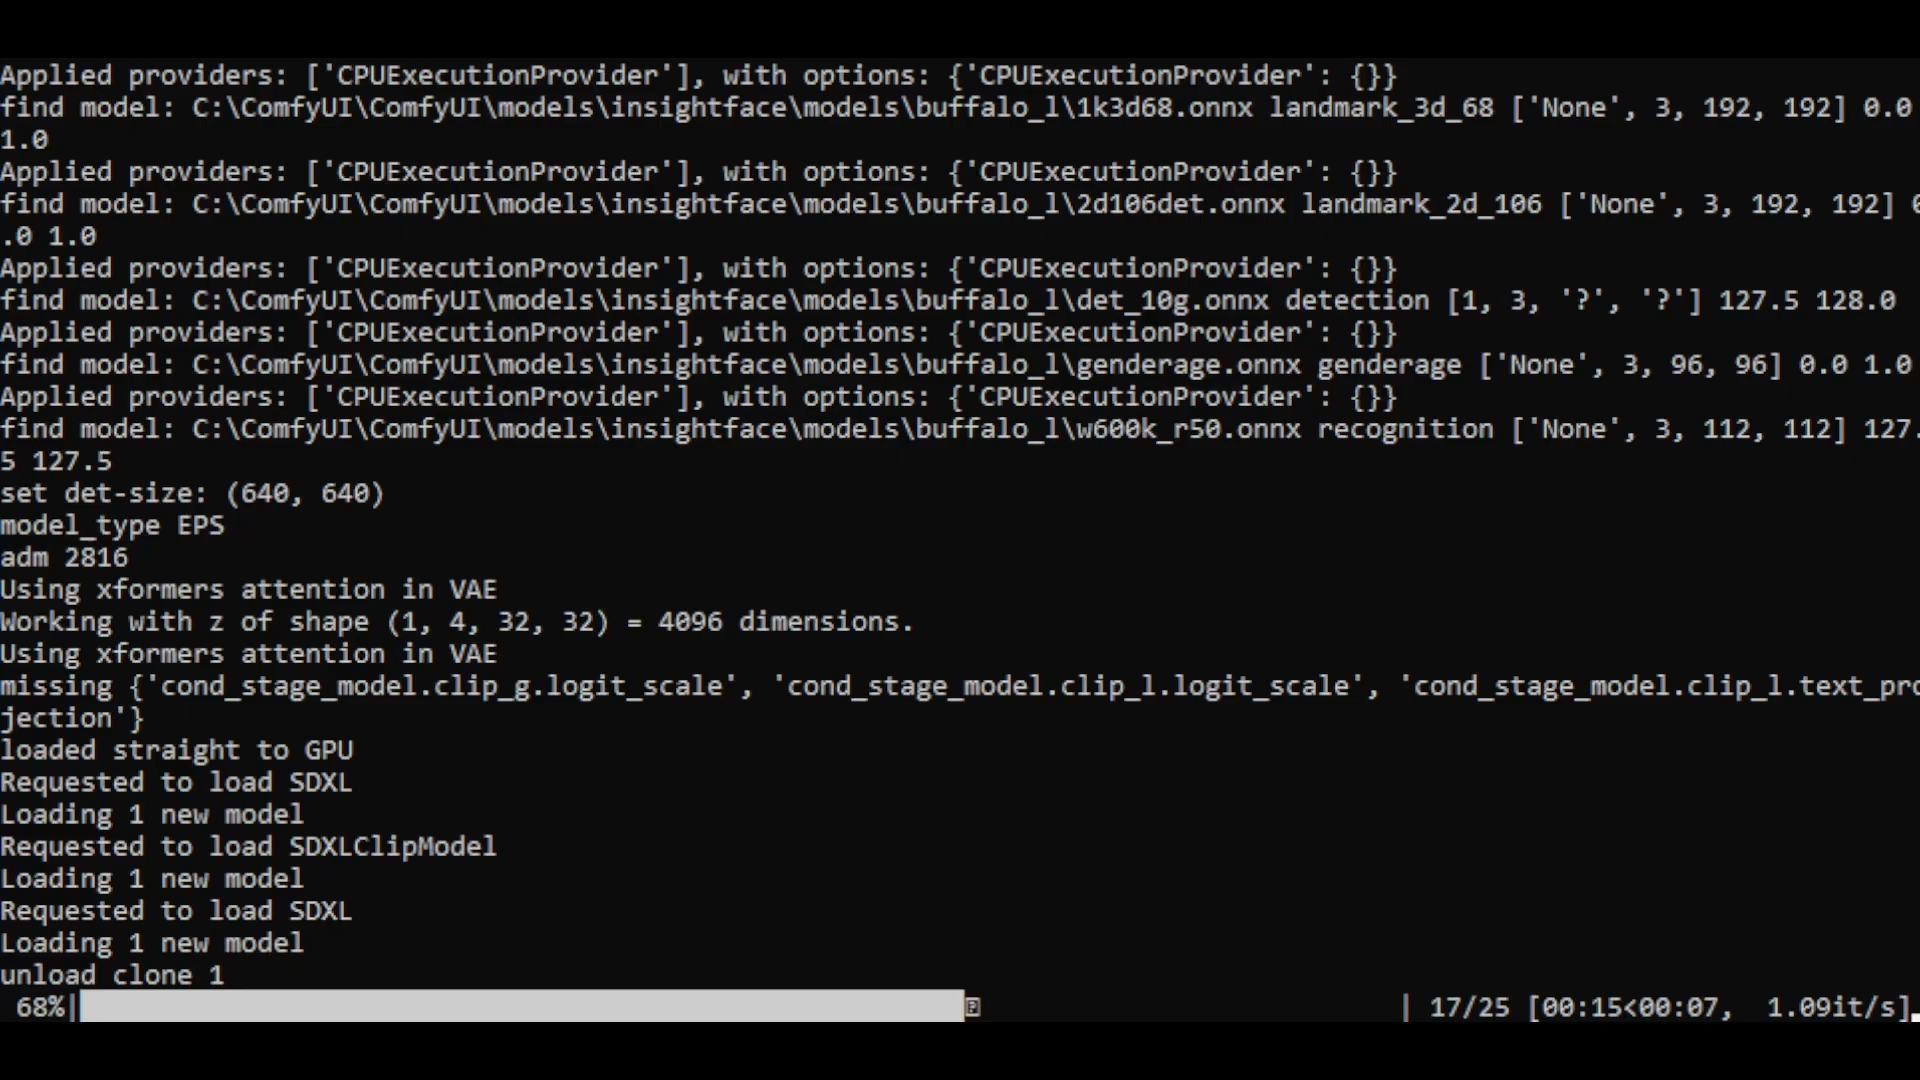 Applied providers: ['CPUExecutionProvider'], with options: {'CPUExecutionProvider': {}}
find model: C:\ComfyUI\ComfyUI\models\insightface\models\buffalo_l\1k3d68.onnx landmark_3d_68 ['None', 3, 192, 192] 0.0
1.0
Applied providers: ['CPUExecutionProvider'], with options: {'CPUExecutionProvider': {}}
find model: C:\ComfyUI\ComfyUI\models\insightface\models\buffalo_l\2d106det.onnx landmark_2d_106 ['None', 3, 192, 192] 0
.0 1.0
Applied providers: ['CPUExecutionProvider'], with options: {'CPUExecutionProvider': {}}
find model: C:\ComfyUI\ComfyUI\models\insightface\models\buffalo_l\det_10g.onnx detection [1, 3, '?', '?'] 127.5 128.0
Applied providers: ['CPUExecutionProvider'], with options: {'CPUExecutionProvider': {}}
find model: C:\ComfyUI\ComfyUI\models\insightface\models\buffalo_l\genderage.onnx genderage ['None', 3, 96, 96] 0.0 1.0
Applied providers: ['CPUExecutionProvider'], with options: {'CPUExecutionProvider': {}}
find model: C:\ComfyUI\ComfyUI\models\insightface\models\buffalo_l\w600k_r50.onnx recognition ['None', 3, 112, 112] 127.
5 127.5
set det-size: (640, 640)
model_type EPS
adm 2816
Using xformers attention in VAE
Working with z of shape (1, 4, 32, 32) = 4096 dimensions.
Using xformers attention in VAE
missing {'cond_stage_model.clip_g.logit_scale', 'cond_stage_model.clip_l.logit_scale', 'cond_stage_model.clip_l.text_pro
jection'}
loaded straight to GPU
Requested to load SDXL
Loading 1 new model
Requested to load SDXLClipModel
Loading 1 new model
Requested to load SDXL
Loading 1 new model
unload clone 1
68%| | 17/25 [00:15<00:07, 1.09it/s]